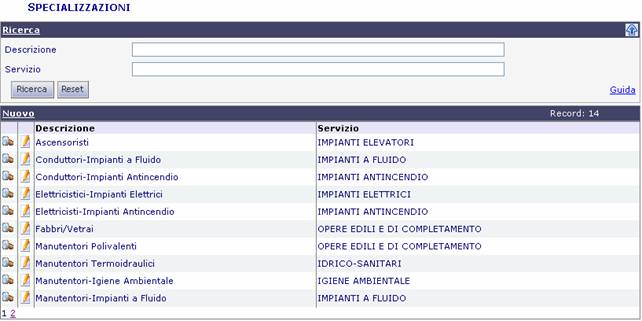 SPECIALIZZAZIONI
Ricerca
Descrizione
Servizio
Ricerca Reset Guida
Nuovo Record: 14
Descrizione Servizio
Ascensoristi IMPIANTI ELEVATORI
Conduttori-Impianti a Fluido IMPIANTI A FLUIDO
Conduttori-Impianti Antincendio IMPIANTI ANTINCENDIO
Elettricistici-Impianti Elettrici IMPIANTI ELETTRICI
Elettricisti-Impianti Antincendio IMPIANTI ANTINCENDIO
Fabbri/Vetrai OPERE EDILI E DI COMPLETAMENTO
Manutentori Polivalenti OPERE EDILI E DI COMPLETAMENTO
Manutentori Termoidraulici IDRICO-SANITARI
Manutentori-Igiene Ambientale IGIENE AMBIENTALE
Manutentori-Impianti a Fluido IMPIANTI A FLUIDO
1 2